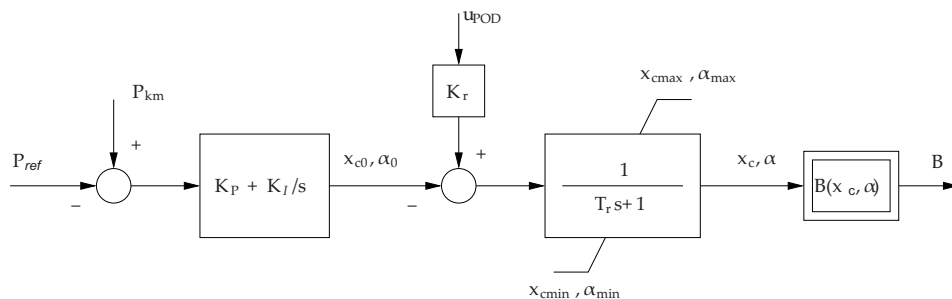 u_POD
x_cmax , α_max
P_km
K_r
+
x_c0 , α_0
+
1
x_c , α
B
P_ref
K_P + K_I /s
B(x_c, α)
−
−
T_r s+1
x_cmin , α_min